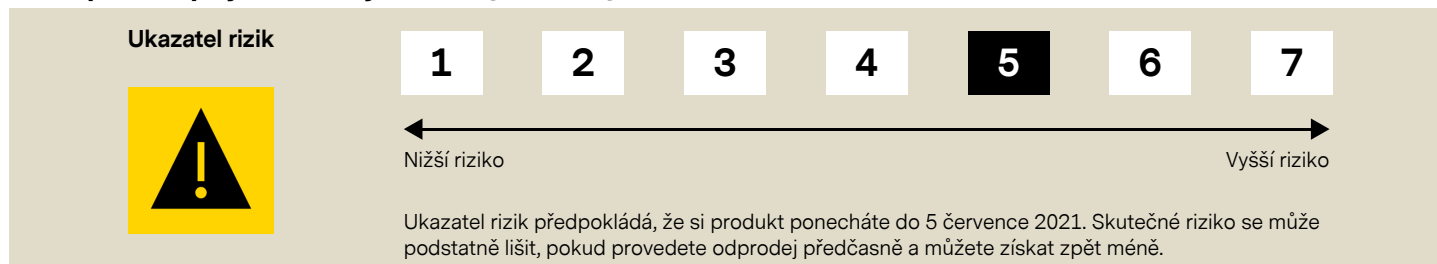 Ukazatel rizik
1 2 3 4 5 6 7
Nižší riziko Vyšší riziko
Ukazatel rizik předpokládá, že si produkt ponecháte do 5 července 2021. Skutečné riziko se může
podstatně lišit, pokud provedete odprodej předčasně a můžete získat zpět méně.